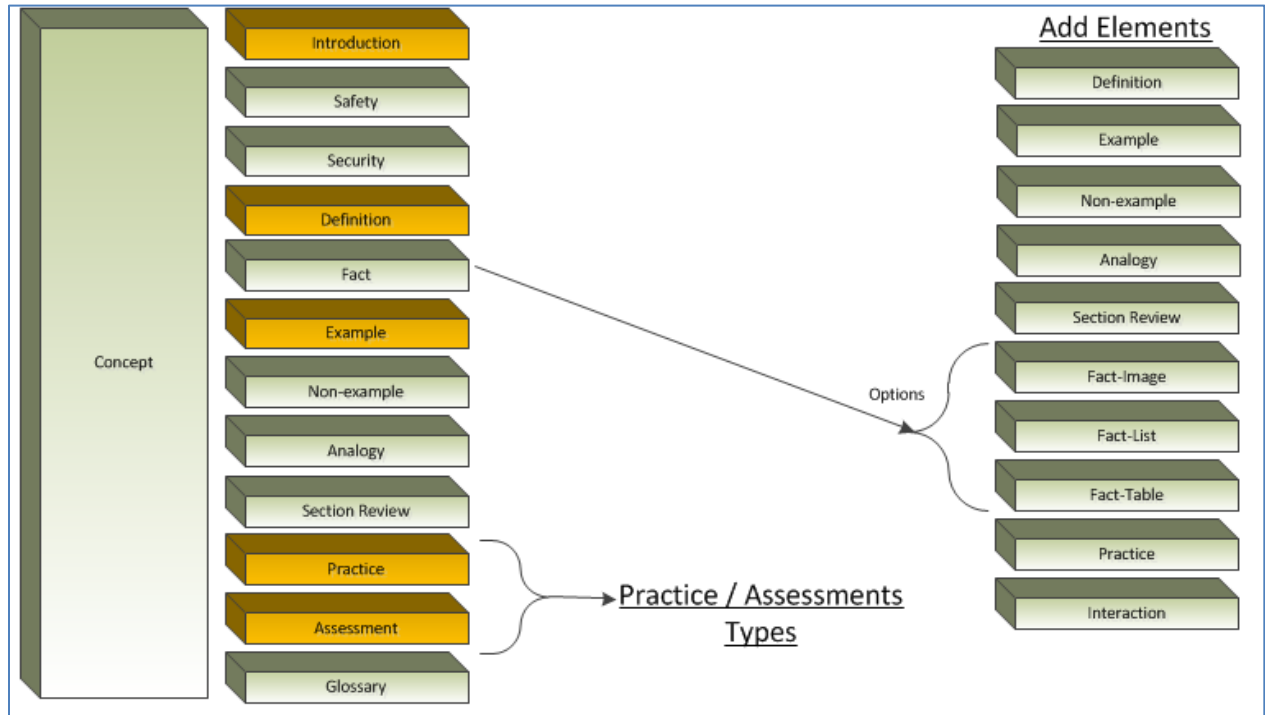 Concept
Introduction
Safety
Security
Definition
Fact
Example
Non-example
Analogy
Section Review
Practice
Assessment
Glossary
Options
Practice / Assessments
Types
Add Elements
Definition
Example
Non-example
Analogy
Section Review
Fact-Image
Fact-List
Fact-Table
Practice
Interaction